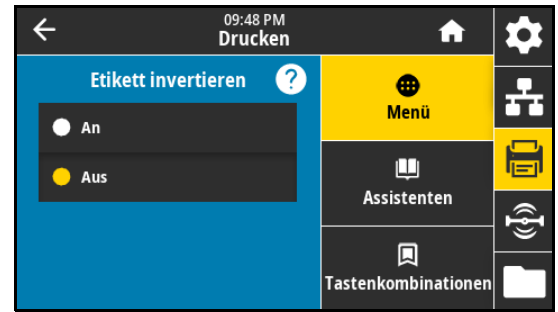 09:48 PM
Drucken
Etikett invertieren ?
An
Aus
Menü
Assistenten
Tastenkombinationen